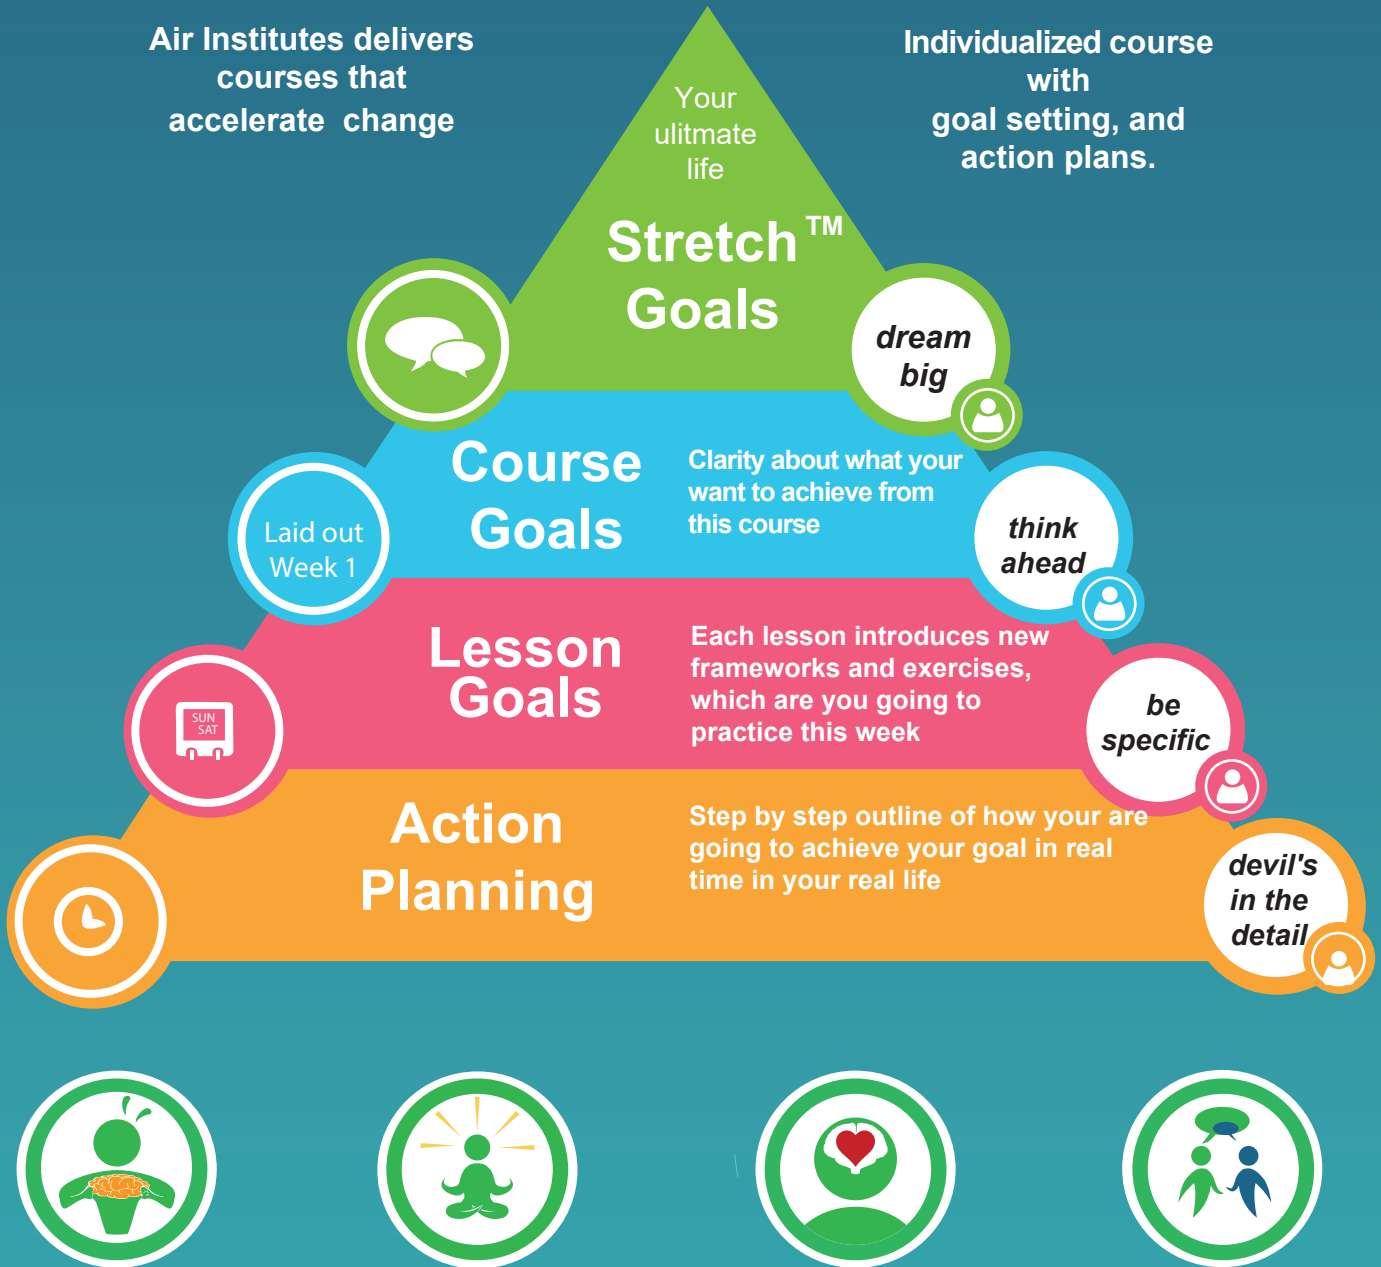 Air Institutes delivers
courses that
accelerate change
Individualized course
with
goal setting, and
action plans.
Your
ulitmate
life
Stretch™
Goals
dream
big
Course
Goals
Clarity about what your
want to achieve from
this course
Laid out
Week 1
think
ahead
Lesson
Goals
Each lesson introduces new
frameworks and exercises,
which are you going to
practice this week
SUN
SAT
be
specific
Action
Planning
Step by step outline of how your are
going to achieve your goal in real
time in your real life
devil's
in the
detail